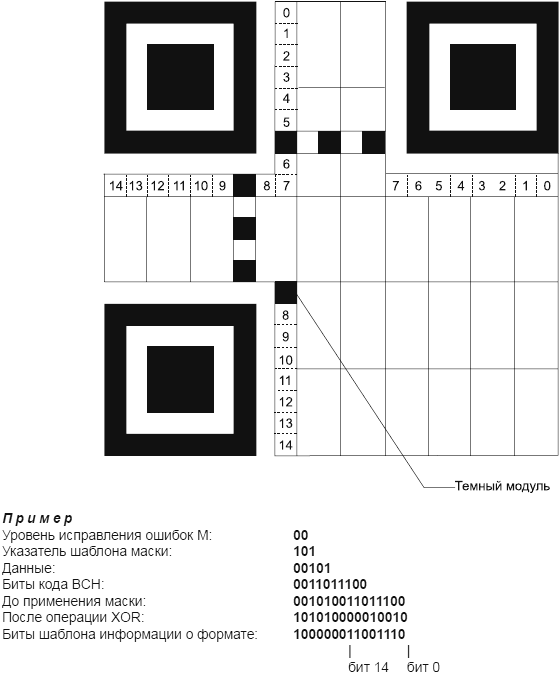 0
1
2
3
4
5
6
14 13 12 11 10 9 8 7 7 6 5 4 3 2 1 0
8
9
10
11
12
13
14
Темный модуль
Пример
Уровень исправления ошибок М: 00
Указатель шаблона маски: 101
Данные: 00101
Биты кода BCH: 0011011100
До применения маски: 001010011011100
После операции XOR: 101010000010010
Биты шаблона информации о формате: 100000011001110
бит 14 бит 0